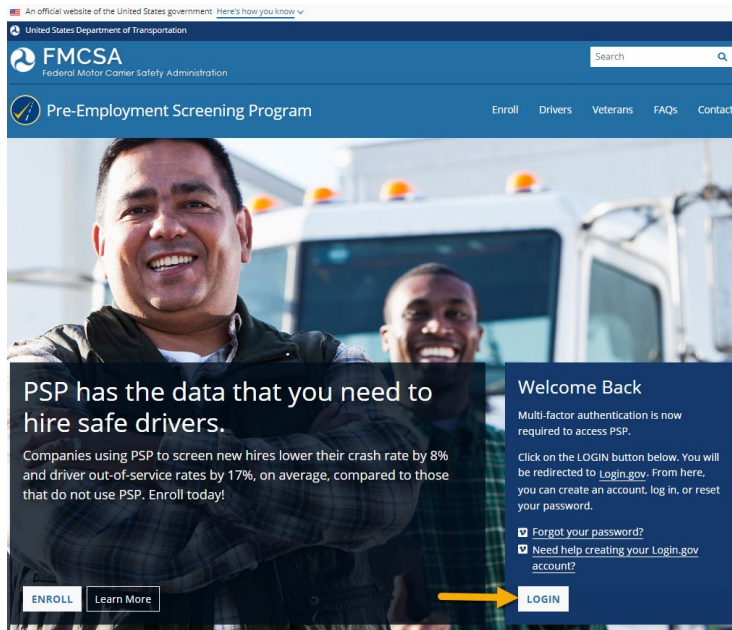 An official website of the United States government Here's how you know
United States Department of Transportation
FMCSA
Federal Motor Carrier Safety Administration
Search
Pre-Employment Screening Program
Enroll Drivers Veterans FAQs Contact
PSP has the data that you need to
hire safe drivers.
Companies using PSP to screen new hires lower their crash rate by 8%
and driver out-of-service rates by 17%, on average, compared to those
that do not use PSP. Enroll today!
ENROLL Learn More
Welcome Back
Multi-factor authentication is now
required to access PSP.
Click on the LOGIN button below. You will
be redirected to Login.gov. From here,
you can create an account, log in, or reset
your password.
Forgot your password?
Need help creating your Login.gov
account?
LOGIN